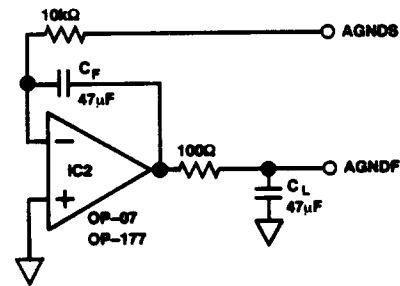 10kΩ
AGNDS
CF
47μF
−
IC2
+
OP–07
OP–177
100Ω
AGNDF
CL
47μF